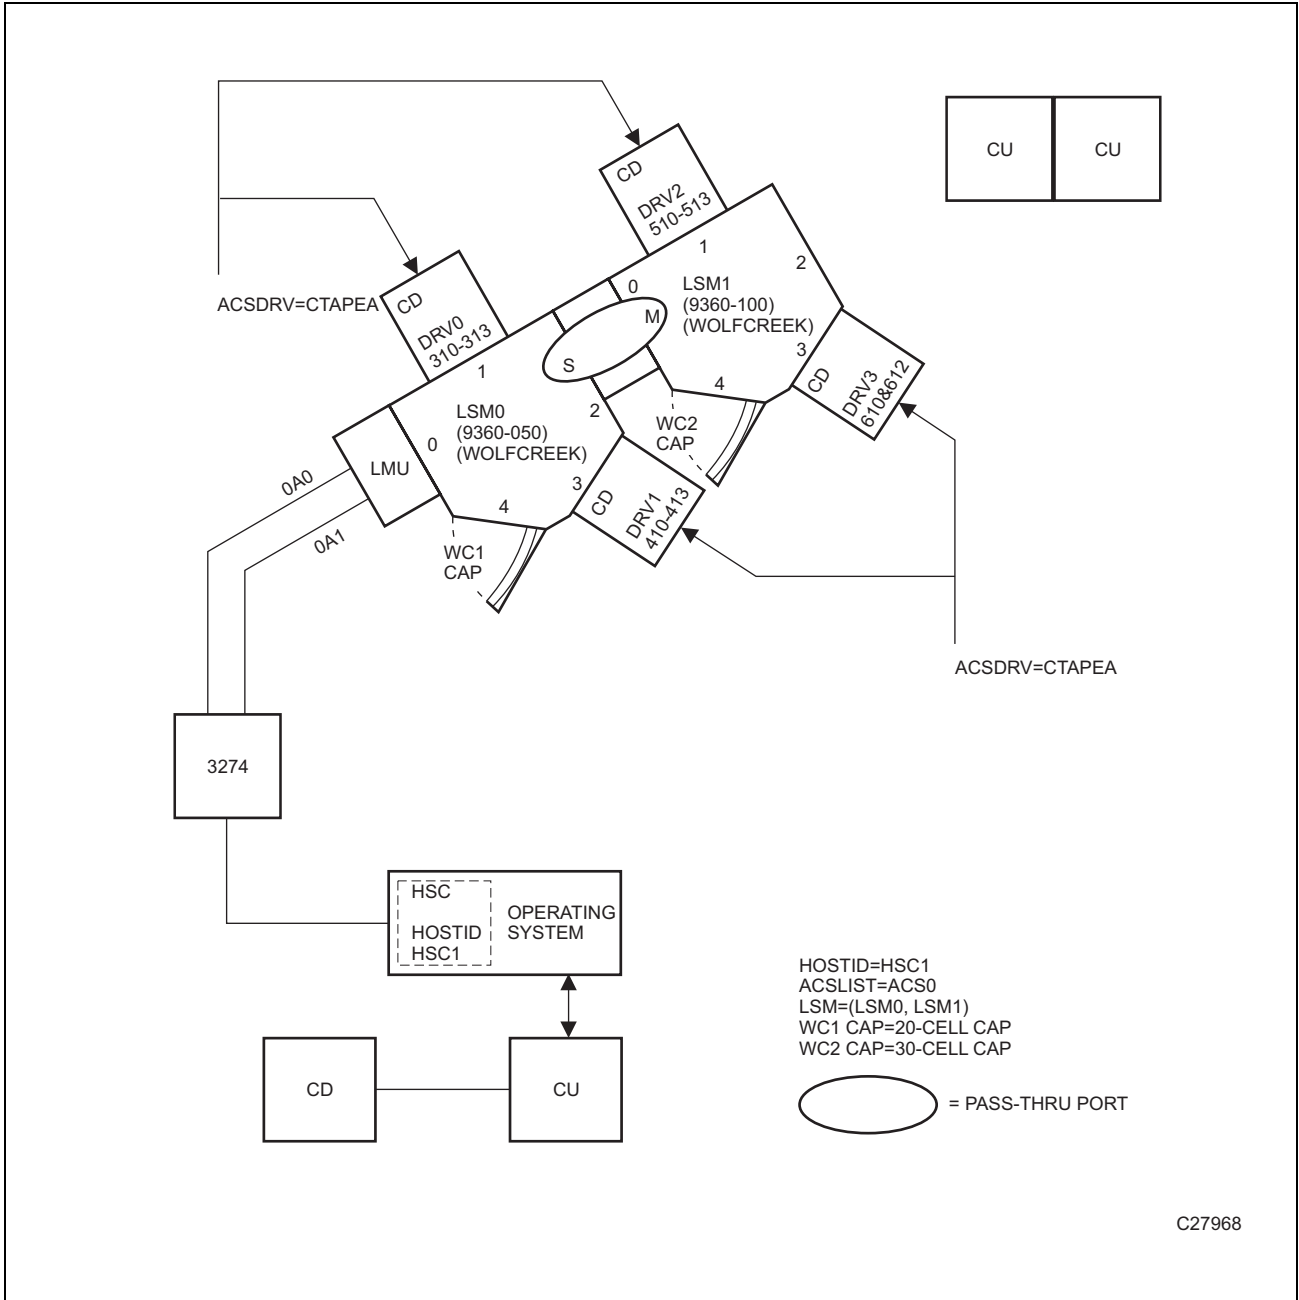 CU
CU
CD
DRV2
510-513
1
2
0
LSM1
(9360-100)
(WOLFCREEK)
M
3
4
CD
DRV3
610&612
ACSDRV=CTAPEA
CD
DRV0
310-313
1
S
2
LSM0
(9360-050)
(WOLFCREEK)
0
LMU
3
4
WC2
CAP
CD
DRV1
410-413
WC1
CAP
0A0
0A1
ACSDRV=CTAPEA
3274
HSC
HOSTID
HSC1
OPERATING
SYSTEM
CD
CU
HOSTID=HSC1
ACSLIST=ACS0
LSM=(LSM0, LSM1)
WC1 CAP=20-CELL CAP
WC2 CAP=30-CELL CAP
= PASS-THRU PORT
C27968